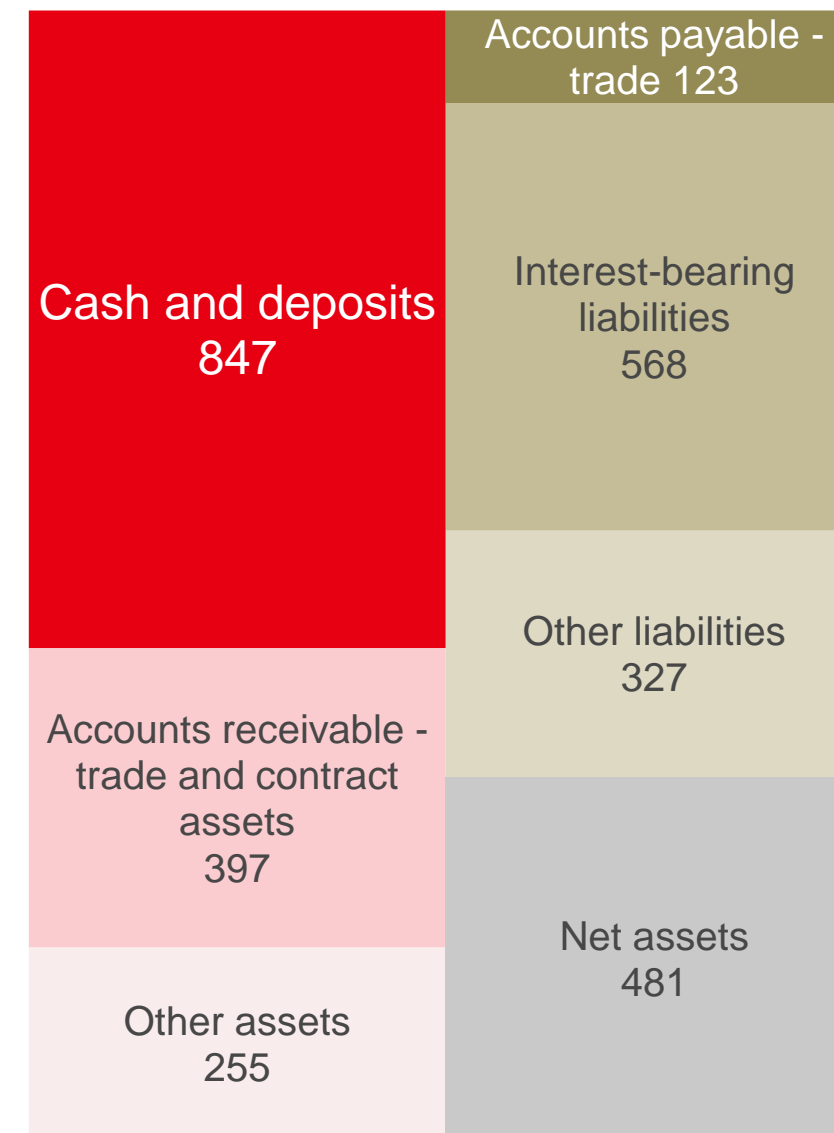 Cash and deposits
847
Accounts receivable -
trade and contract
assets
397
Other assets
255
Accounts payable -
trade 123
Interest-bearing
liabilities
568
Other liabilities
327
Net assets
481